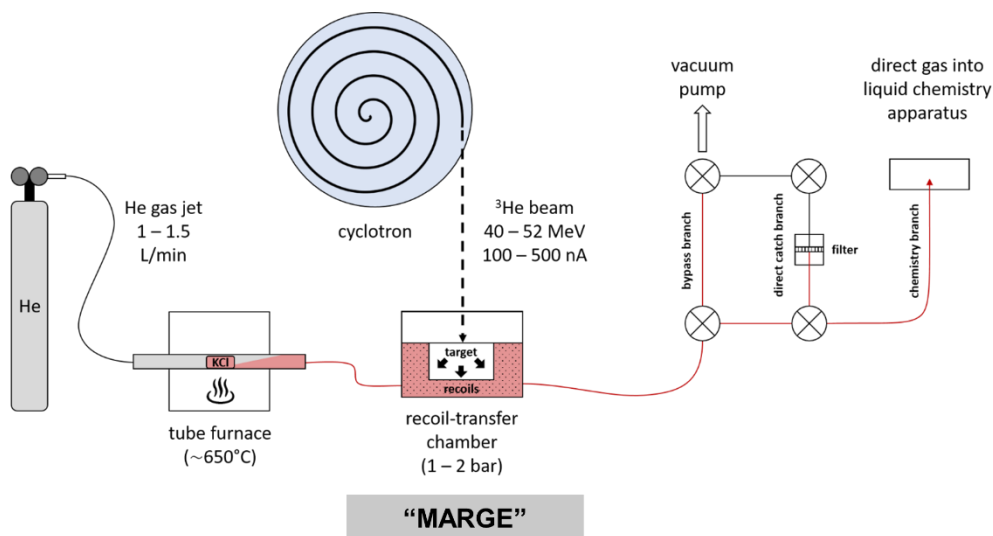 He
He gas jet
1 – 1.5
L/min
KCl
tube furnace
(~650°C)
cyclotron
³He beam
40 – 52 MeV
100 – 500 nA
target
recoils
recoil-transfer
chamber
(1 – 2 bar)
vacuum
pump
bypass branch
direct catch branch
filter
chemistry branch
direct gas into
liquid chemistry
apparatus
“MARGE”